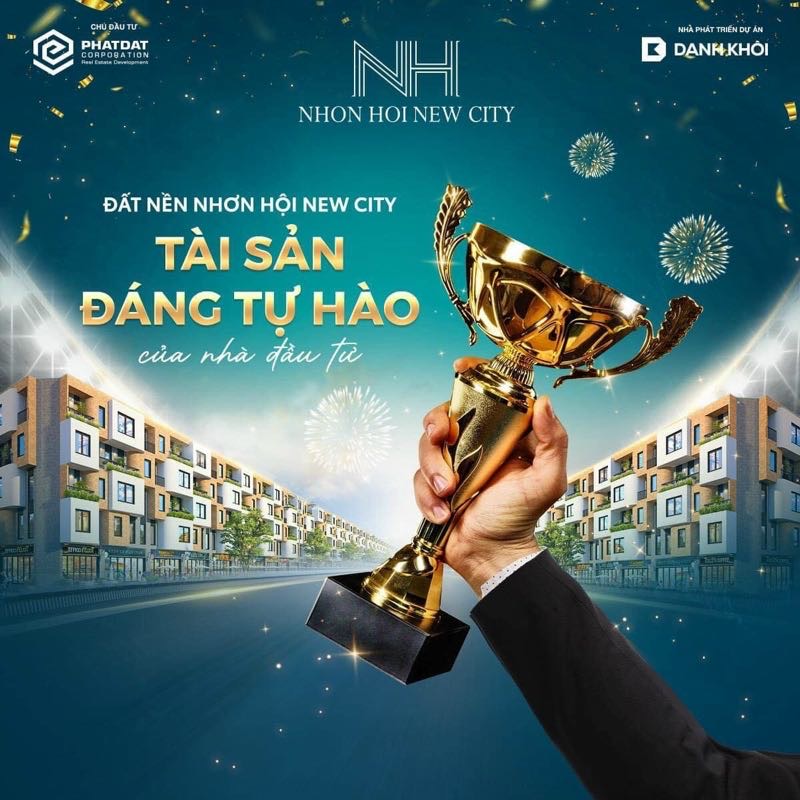 CHỦ ĐẦU TƯ
PHATDAT
CORPORATION
Real Estate Development
NH
NHON HOI NEW CITY
NHÀ PHÁT TRIỂN DỰ ÁN
DANH KHÔI
ĐẤT NỀN NHƠN HỘI NEW CITY
TÀI SẢN
ĐÁNG TỰ HÀO
của nhà đầu tư